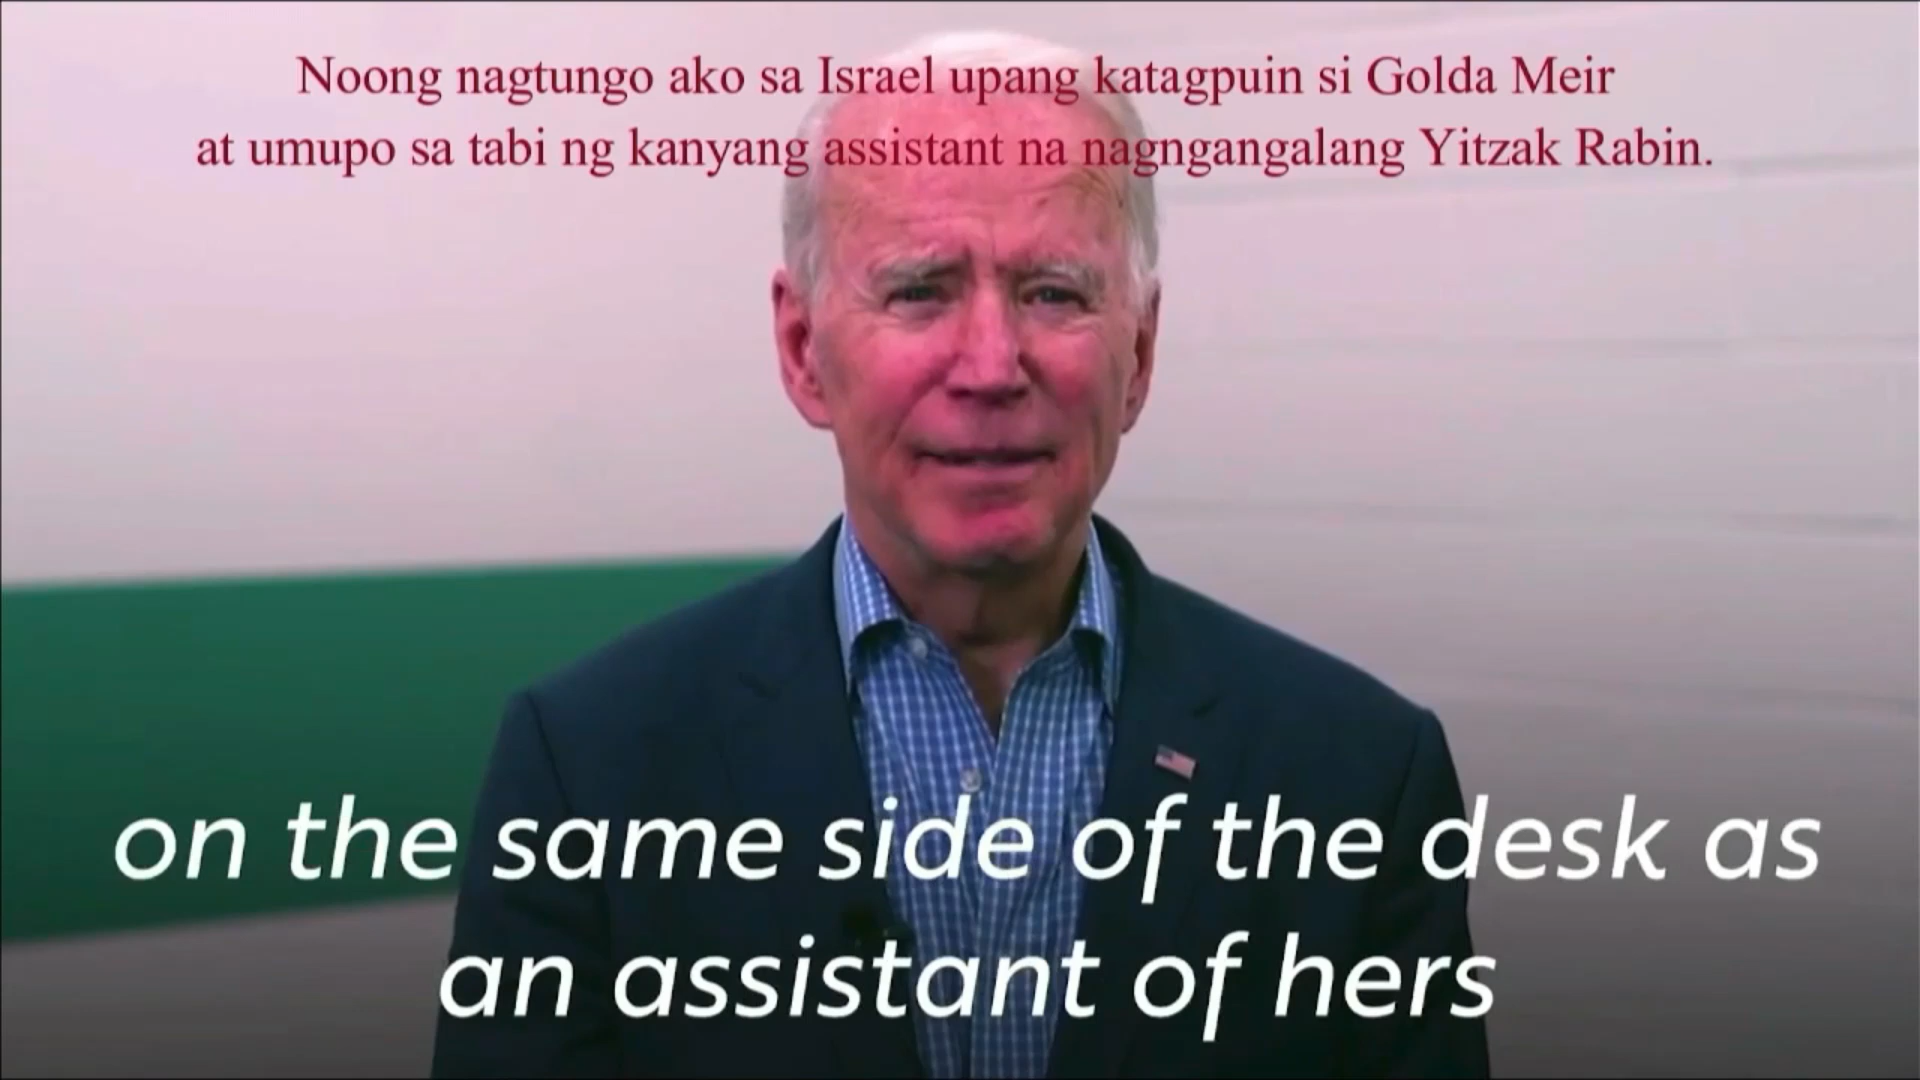 Noong nagtungo ako sa Israel upang katagpuin si Golda Meir
at umupo sa tabi ng kanyang assistant na nagngangalang Yitzak Rabin.
on the same side of the desk as
an assistant of hers